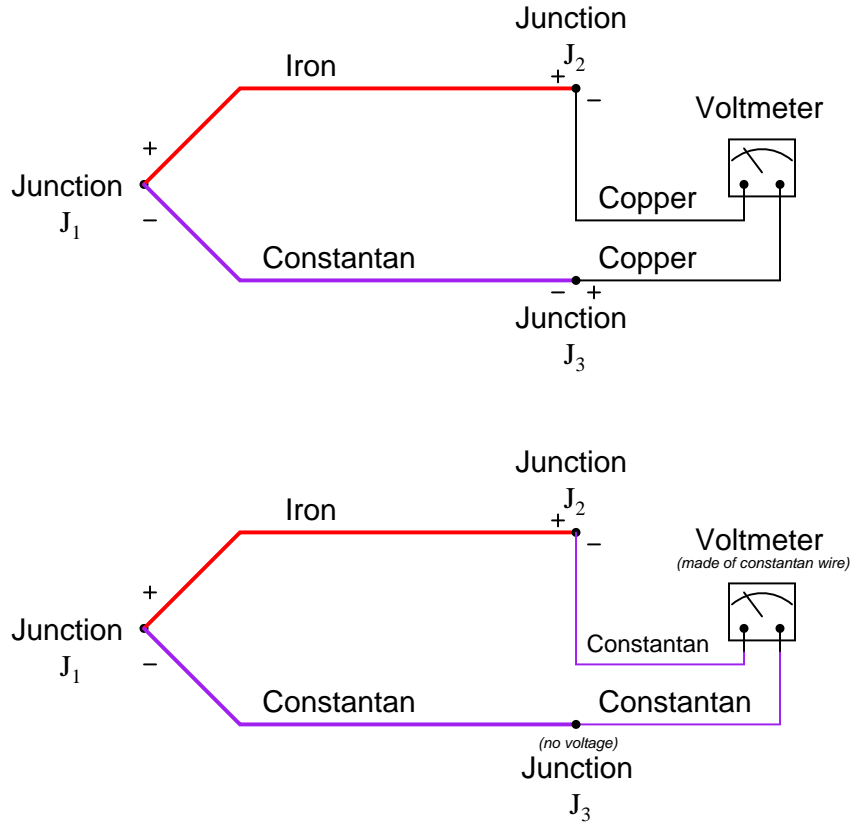 Junction
J2
Iron
+
−
Voltmeter
+
Junction
J1
−
Copper
Constantan
Copper
− +
Junction
J3
Junction
J2
Iron
+
−
Voltmeter
(made of constantan wire)
+
Junction
J1
−
Constantan
Constantan
Constantan
(no voltage)
Junction
J3